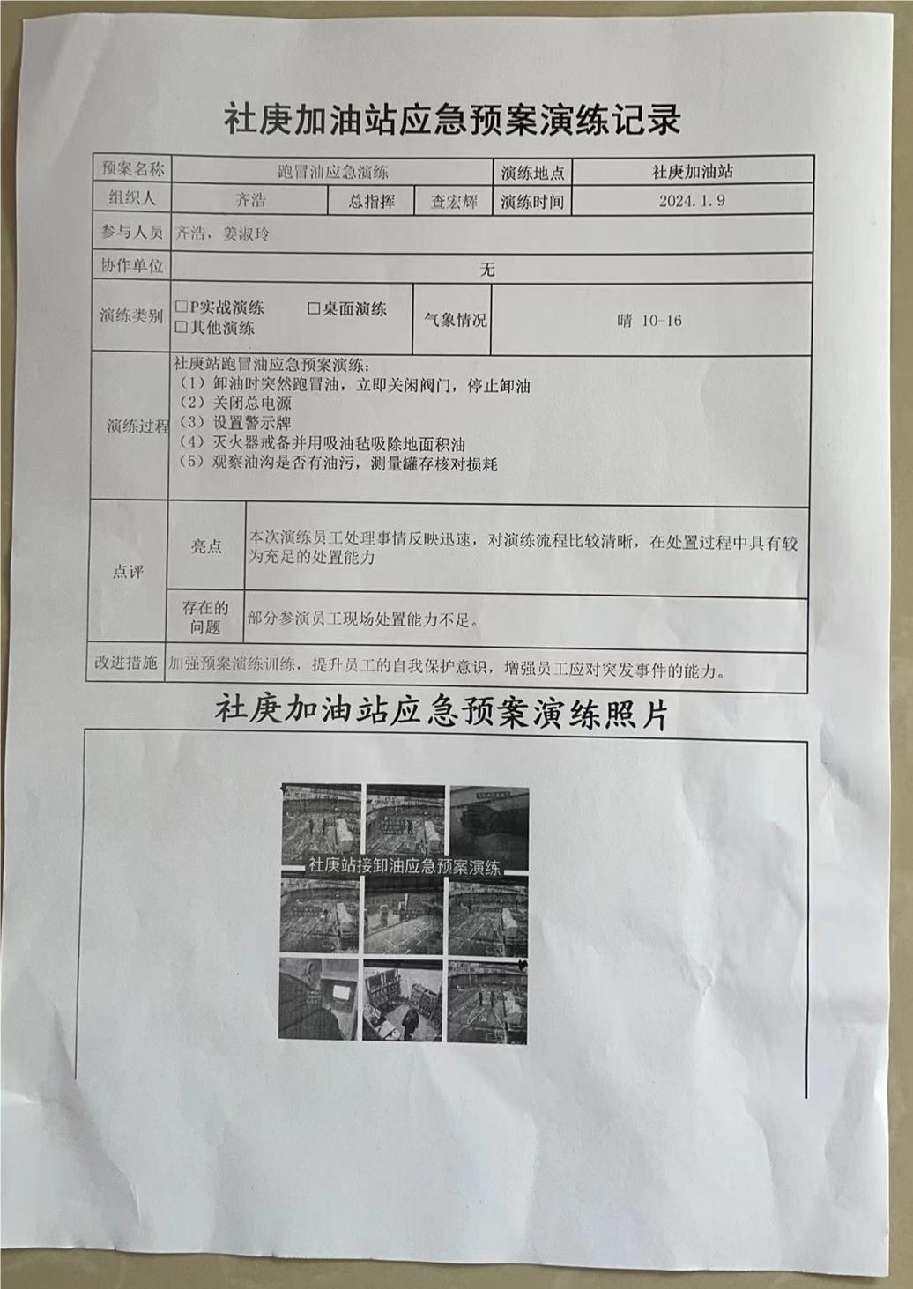 社庚加油站应急预案演练记录
预案名称 跑冒油应急演练 演练地点 社庚加油站
组织人 齐浩 总指挥 查宏辉 演练时间 2024.1.9
参与人员 齐浩，姜淑玲
协作单位 无
演练类别 □P实战演练 □桌面演练
□其他演练
气象情况 晴 10-16
演练过程
社庚站跑冒油应急预案演练：
（1）卸油时突然跑冒油，立即关闭阀门，停止卸油
（2）关闭总电源
（3）设置警示牌
（4）灭火器戒备并用吸油毡吸除地面积油
（5）观察油沟是否有油污，测量罐存核对损耗
点评
亮点
本次演练员工处理事情反映迅速，对演练流程比较清晰，在处置过程中具有较
为充足的处置能力
存在的
问题
部分参演员工现场处置能力不足。
改进措施 加强预案演练训练，提升员工的自我保护意识，增强员工应对突发事件的能力。
社庚加油站应急预案演练照片
社庚站接卸油应急预案演练